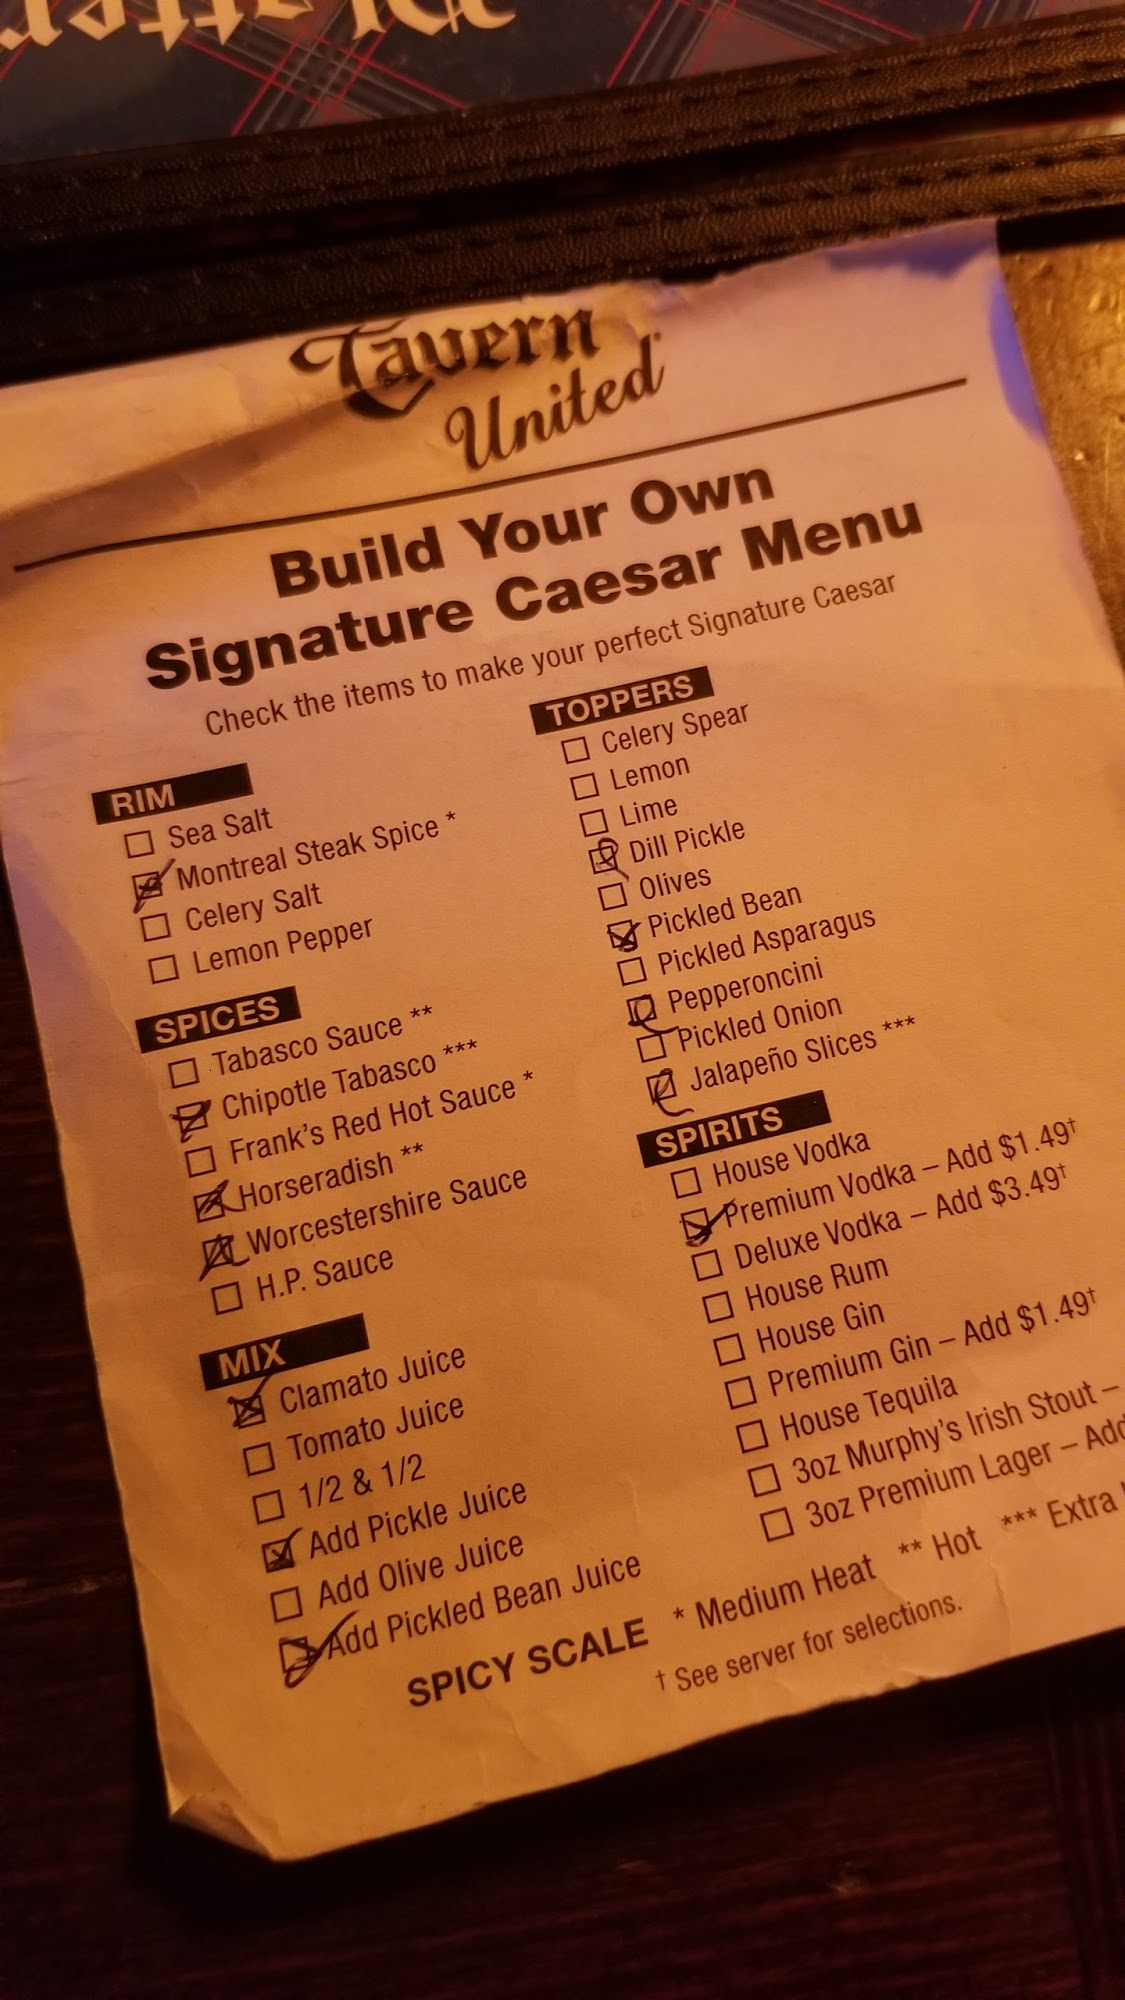 Platter
Tavern
United
Build Your Own
Signature Caesar Menu
Check the items to make your perfect Signature Caesar
RIM
Sea Salt
Montreal Steak Spice *
Celery Salt
Lemon Pepper
SPICES
Tabasco Sauce **
Chipotle Tabasco ***
Frank's Red Hot Sauce *
Horseradish **
Worcestershire Sauce
H.P. Sauce
MIX
Clamato Juice
Tomato Juice
1/2 & 1/2
Add Pickle Juice
Add Olive Juice
Add Pickled Bean Juice
TOPPERS
Celery Spear
Lemon
Lime
Dill Pickle
Olives
Pickled Bean
Pickled Asparagus
Pepperoncini
Pickled Onion
Jalapeño Slices ***
SPIRITS
House Vodka
Premium Vodka – Add $1.49†
Deluxe Vodka – Add $3.49†
House Rum
House Gin
Premium Gin – Add $1.49†
House Tequila
3oz Murphy's Irish Stout –
3oz Premium Lager – Add
SPICY SCALE * Medium Heat ** Hot *** Extra
† See server for selections.